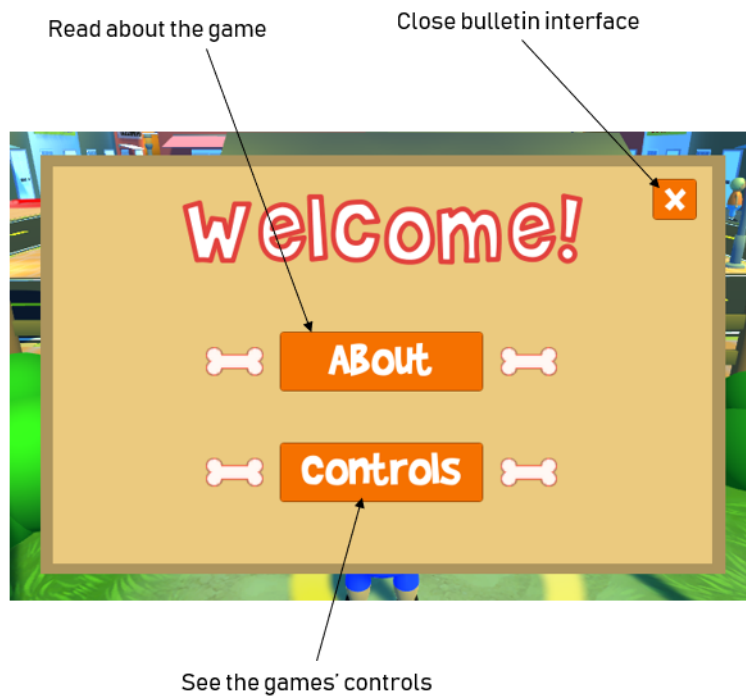 Read about the game
Close bulletin interface
Welcome!
X
ABout
Controls
See the games' controls